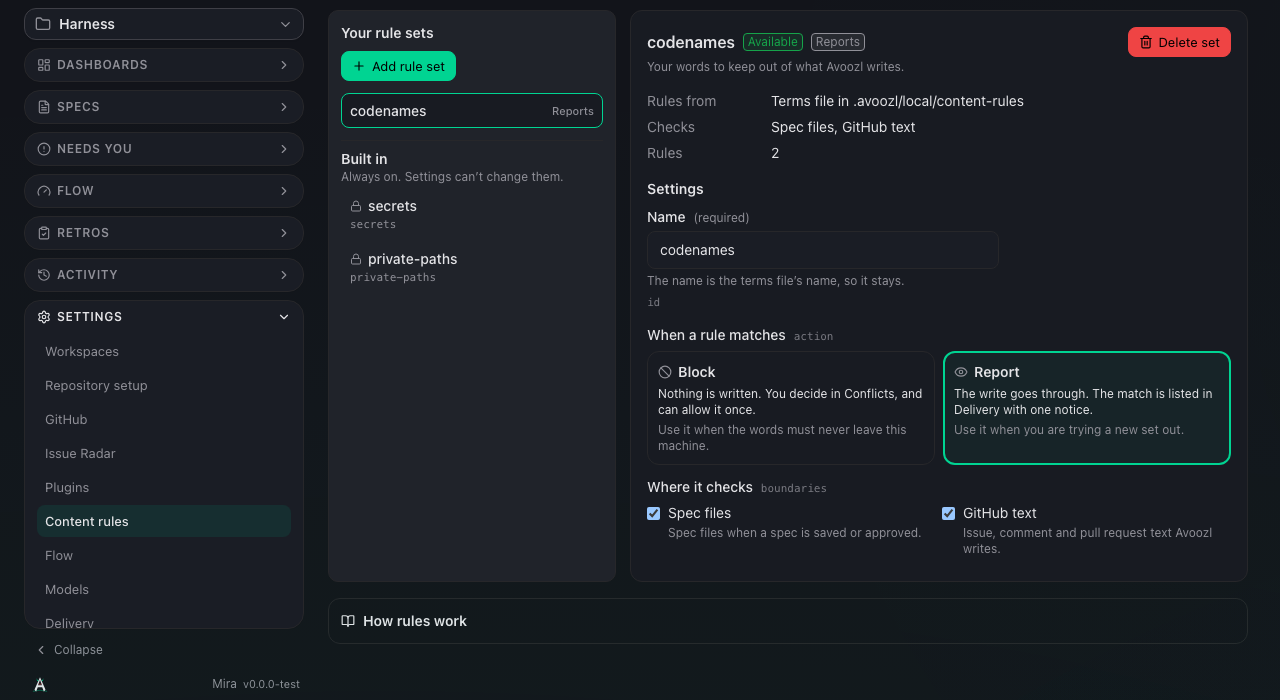 Harness
DASHBOARDS
SPECS
NEEDS YOU
FLOW
RETROS
ACTIVITY
SETTINGS
Workspaces
Repository setup
GitHub
Issue Radar
Plugins
Content rules
Flow
Models
Delivery
Collapse
Mira v0.0.0-test
Your rule sets
+ Add rule set
codenames Reports
Built in
Always on. Settings can't change them.
secrets
secrets
private-paths
private-paths
codenames Available Reports
Delete set
Your words to keep out of what Avoozl writes.
Rules from Terms file in .avoozl/local/content-rules
Checks Spec files, GitHub text
Rules 2
Settings
Name (required)
codenames
The name is the terms file's name, so it stays.
id
When a rule matches action
Block
Nothing is written. You decide in Conflicts, and
can allow it once.
Use it when the words must never leave this
machine.
Report
The write goes through. The match is listed in
Delivery with one notice.
Use it when you are trying a new set out.
Where it checks boundaries
Spec files
Spec files when a spec is saved or approved.
GitHub text
Issue, comment and pull request text Avoozl
writes.
How rules work